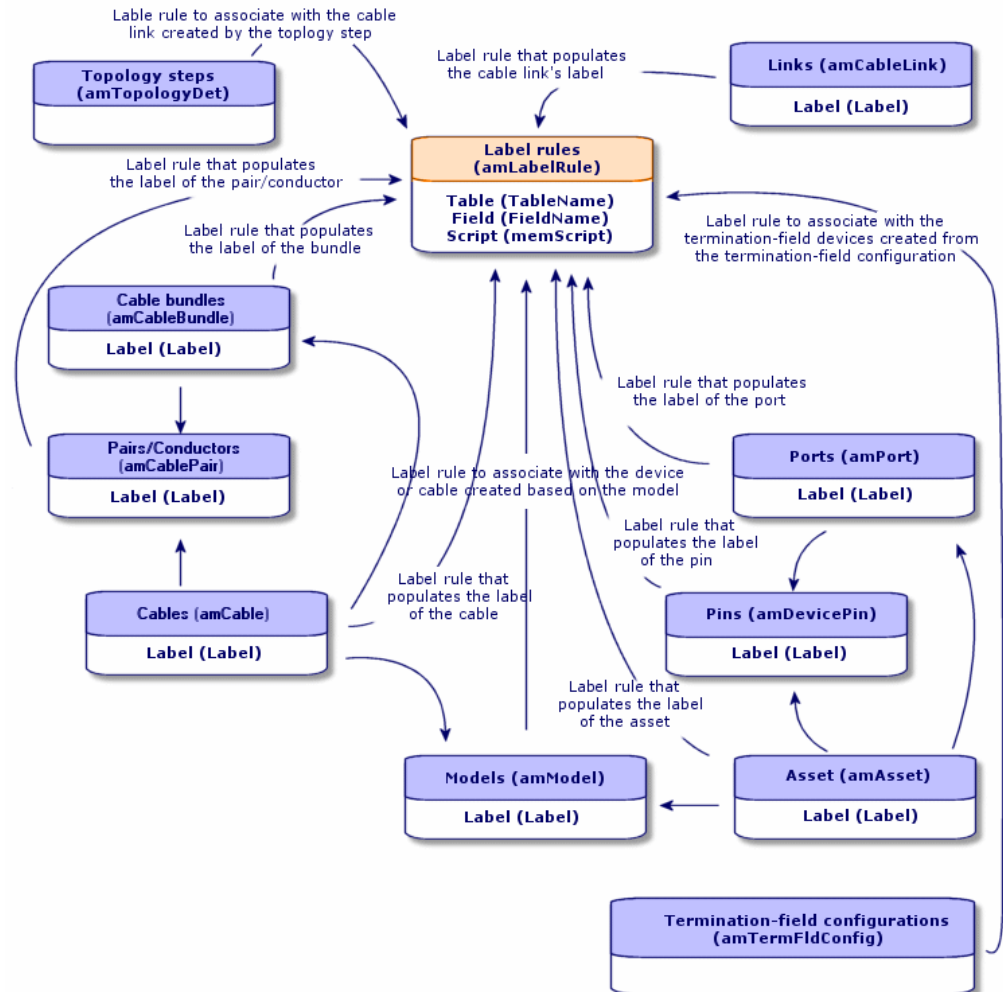 Lable rule to associate with the cable
link created by the toplogy step
Topology steps
(amTopologyDet)
Label rule that populates
the cable link's label
Links (amCableLink)
Label (Label)
Label rules
(amLabelRule)
Table (TableName)
Field (FieldName)
Script (memScript)
Label rule that populates
the label of the pair/conductor
Label rule that populates
the label of the bundle
Label rule to associate with the
termination-field devices created from
the termination-field configuration
Cable bundles
(amCableBundle)
Label (Label)
Label rule that populates
the label of the port
Pairs/Conductors
(amCablePair)
Label (Label)
Label rule to associate with the device
or cable created based on the model
Ports (amPort)
Label (Label)
Label rule that
populates the label
of the pin
Label rule that
populates the label
of the cable
Cables (amCable)
Label (Label)
Pins (amDevicePin)
Label (Label)
Label rule that
populates the label
of the asset
Models (amModel)
Label (Label)
Asset (amAsset)
Label (Label)
Termination-field configurations
(amTermFldConfig)